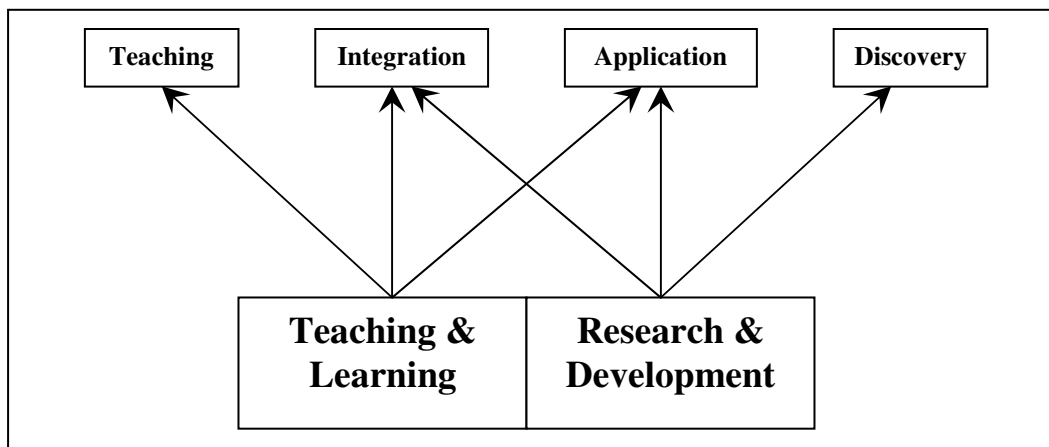 Teaching
Integration
Application
Discovery
Teaching &
Learning
Research &
Development